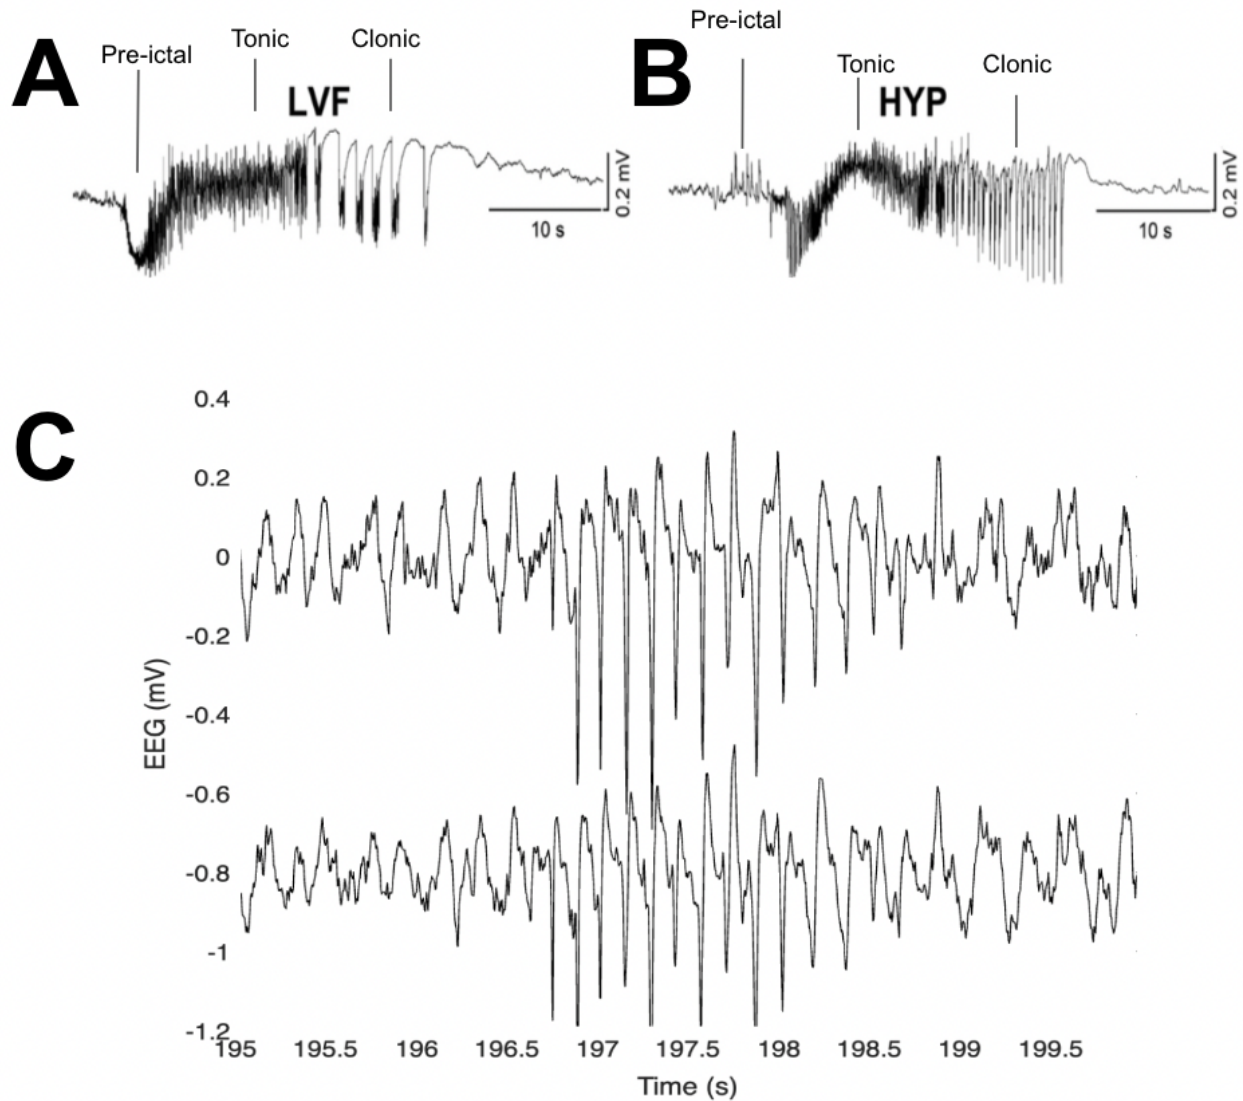 A
Pre-ictal
Tonic
Clonic
LVF
0.2 mV
10 s
B
Pre-ictal
Tonic
Clonic
HYP
0.2 mV
10 s
C
0.4
0.2
0
-0.2
-0.4
-0.6
-0.8
-1
-1.2
EEG (mV)
195 195.5 196 196.5 197 197.5 198 198.5 199 199.5
Time (s)